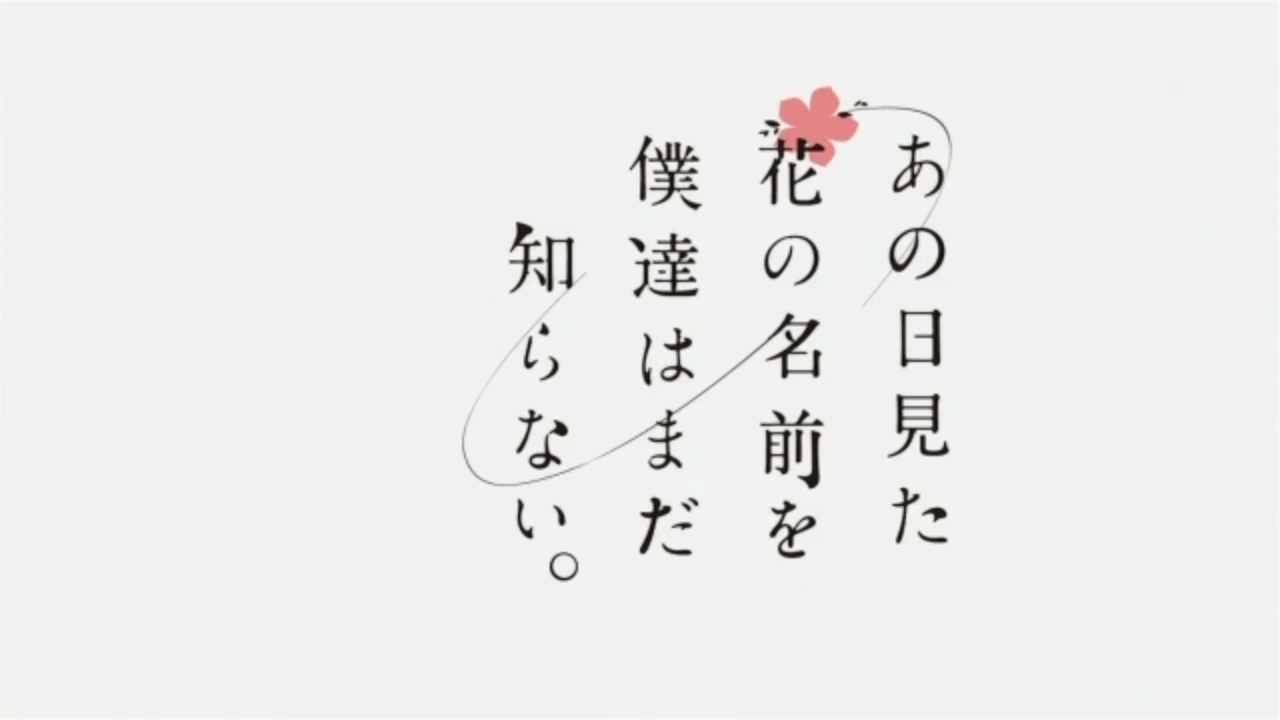 あの日見た
花の名前を
僕達はまだ
知らない。